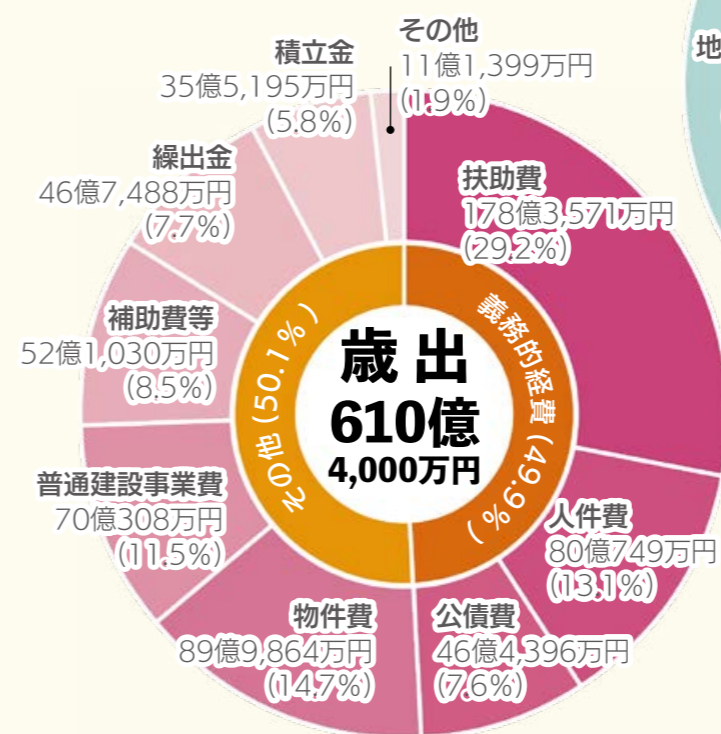 歳出
610億
4,000万円
義務的経費(49.9%)
その他(50.1%)
扶助費
178億3,571万円
(29.2%)
人件費
80億749万円
(13.1%)
公債費
46億4,396万円
(7.6%)
物件費
89億9,864万円
(14.7%)
普通建設事業費
70億308万円
(11.5%)
補助費等
52億1,030万円
(8.5%)
繰出金
46億7,488万円
(7.7%)
積立金
35億5,195万円
(5.8%)
その他
11億1,399万円
(1.9%)
地